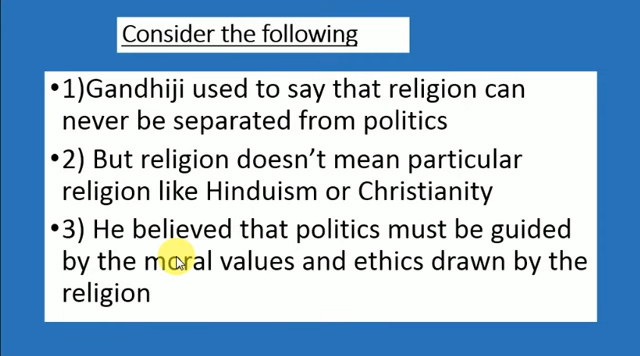 Consider the following
•1)Gandhiji used to say that religion can
never be separated from politics
•2) But religion doesn't mean particular
religion like Hinduism or Christianity
•3) He believed that politics must be guided
by the moral values and ethics drawn by the
religion